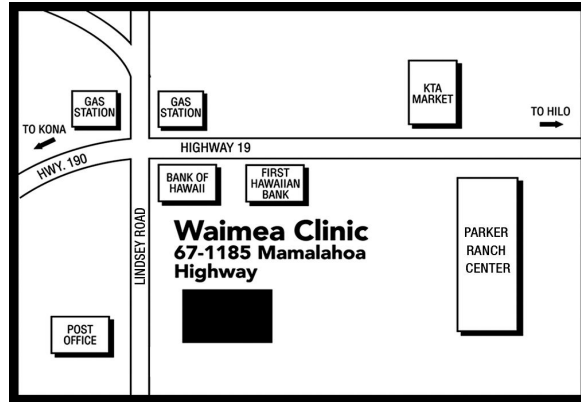 GAS
STATION
GAS
STATION
KTA
MARKET
TO KONA
TO HILO
HWY. 190
HIGHWAY 19
BANK OF
HAWAII
FIRST
HAWAIIAN
BANK
LINDSEY ROAD
Waimea Clinic
67-1185 Mamalahoa
Highway
PARKER
RANCH
CENTER
POST
OFFICE